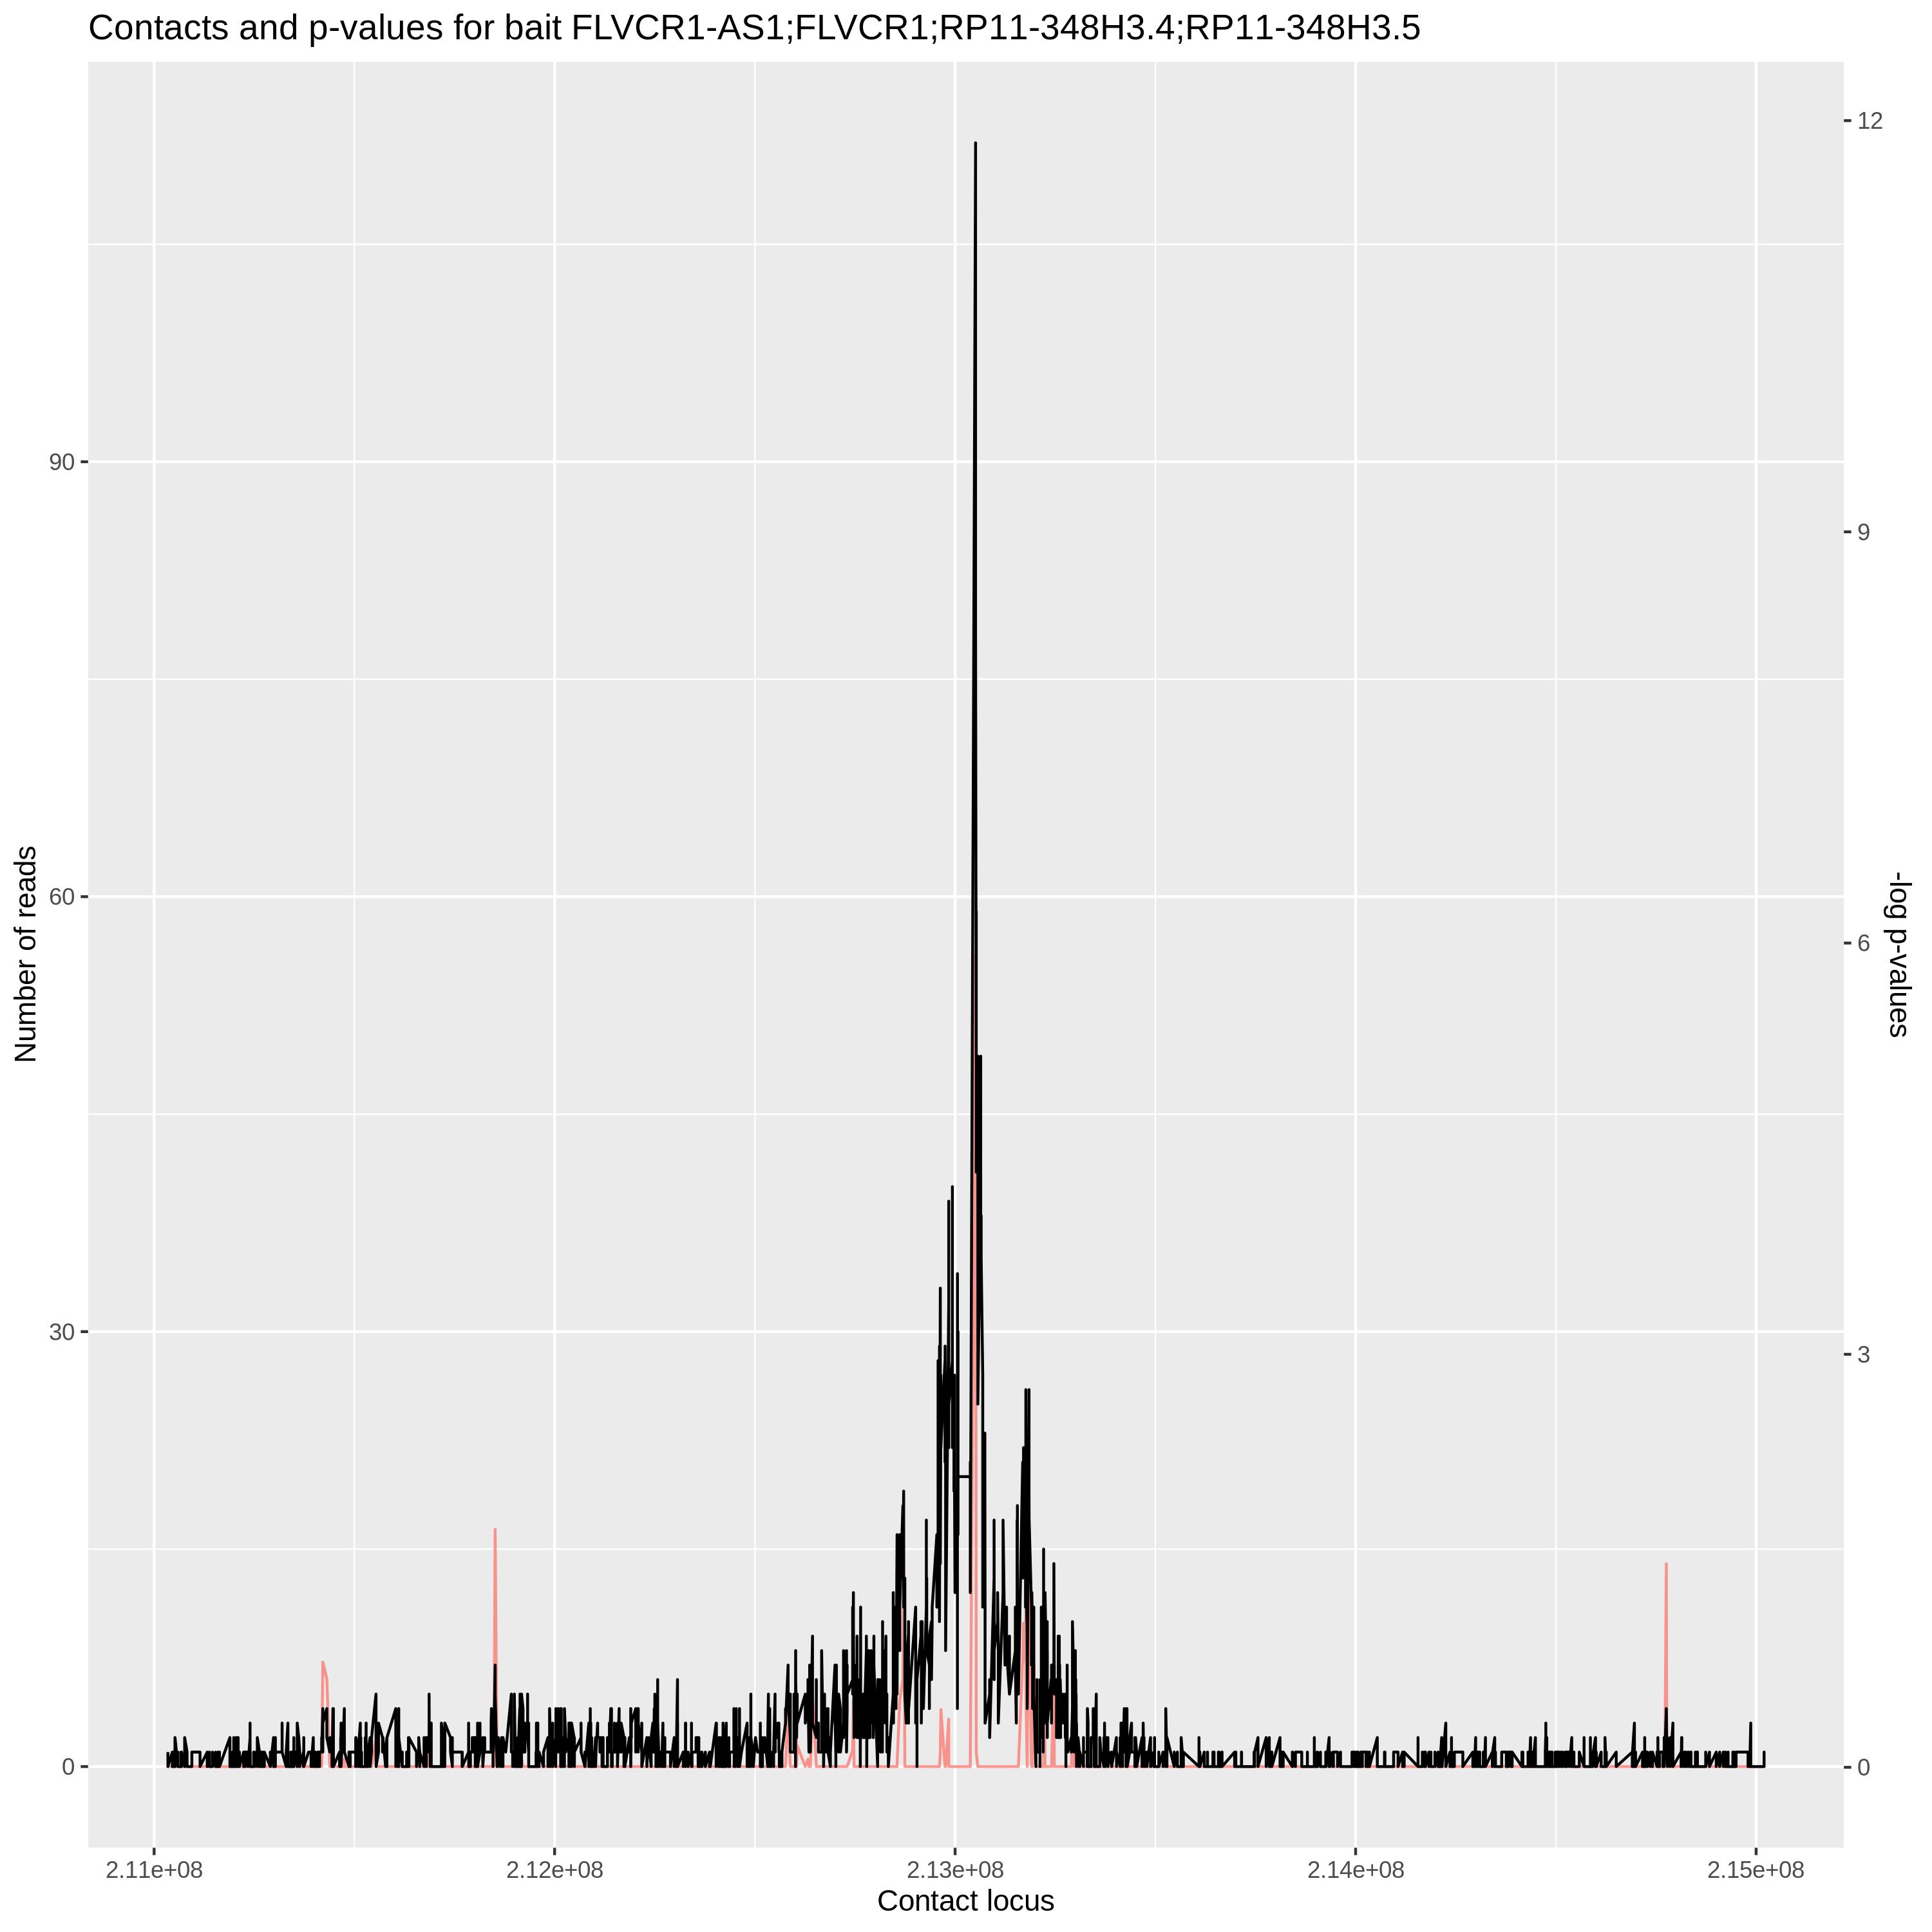 Contacts and p-values for bait FLVCR1-AS1;FLVCR1;RP11-348H3.4;RP11-348H3.5
12
90
9
Number of reads
60
-log p-values
6
30
3
0
0
2.11e+08 2.12e+08 2.13e+08 2.14e+08 2.15e+08
Contact locus